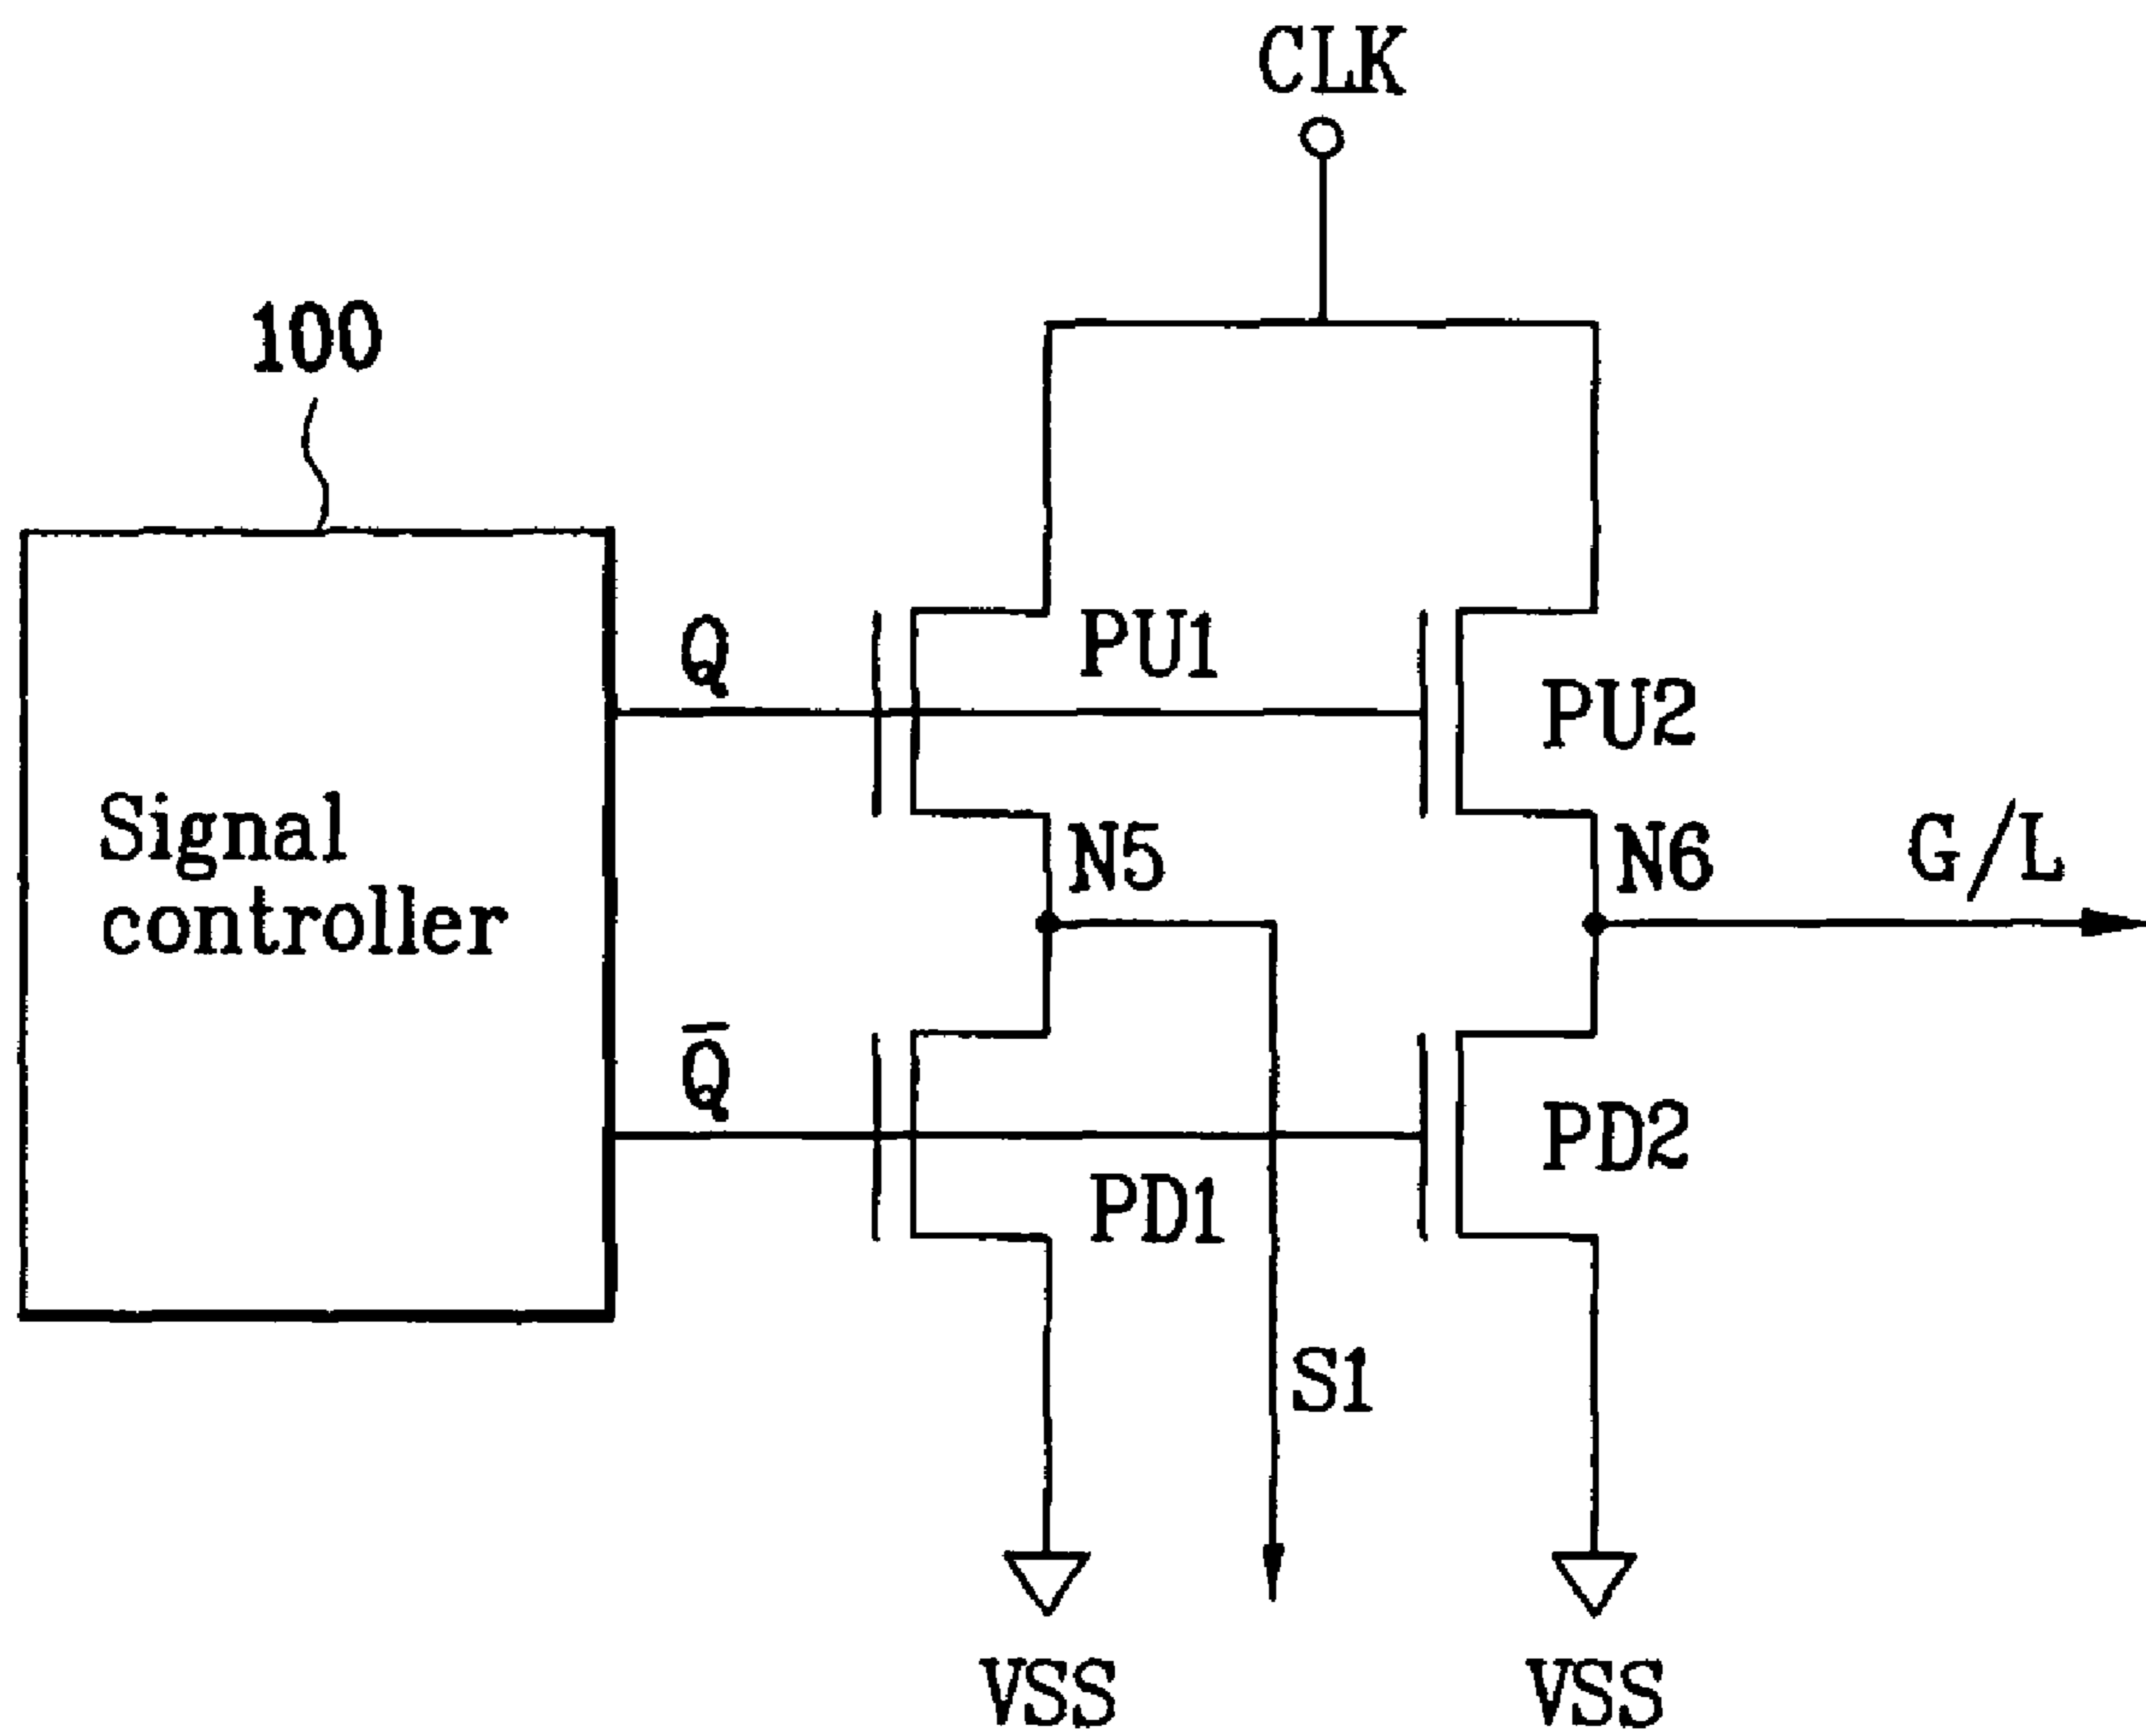 CLK
100
Q
PU1
PU2
Signal
controller
N5
N6
G/L
Q̅
PD1
PD2
S1
VSS
VSS